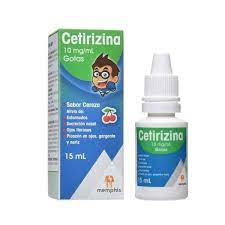 Cetirizina
10 mg/mL
Gotas
Sabor Cereza
Alivio del
Estornudos
Secreción nasal
Ojos llorosos
Picazón en ojos, garganta
y nariz
15 mL
memphis
Cetirizina
10 mg/mL
Gotas
15 mL